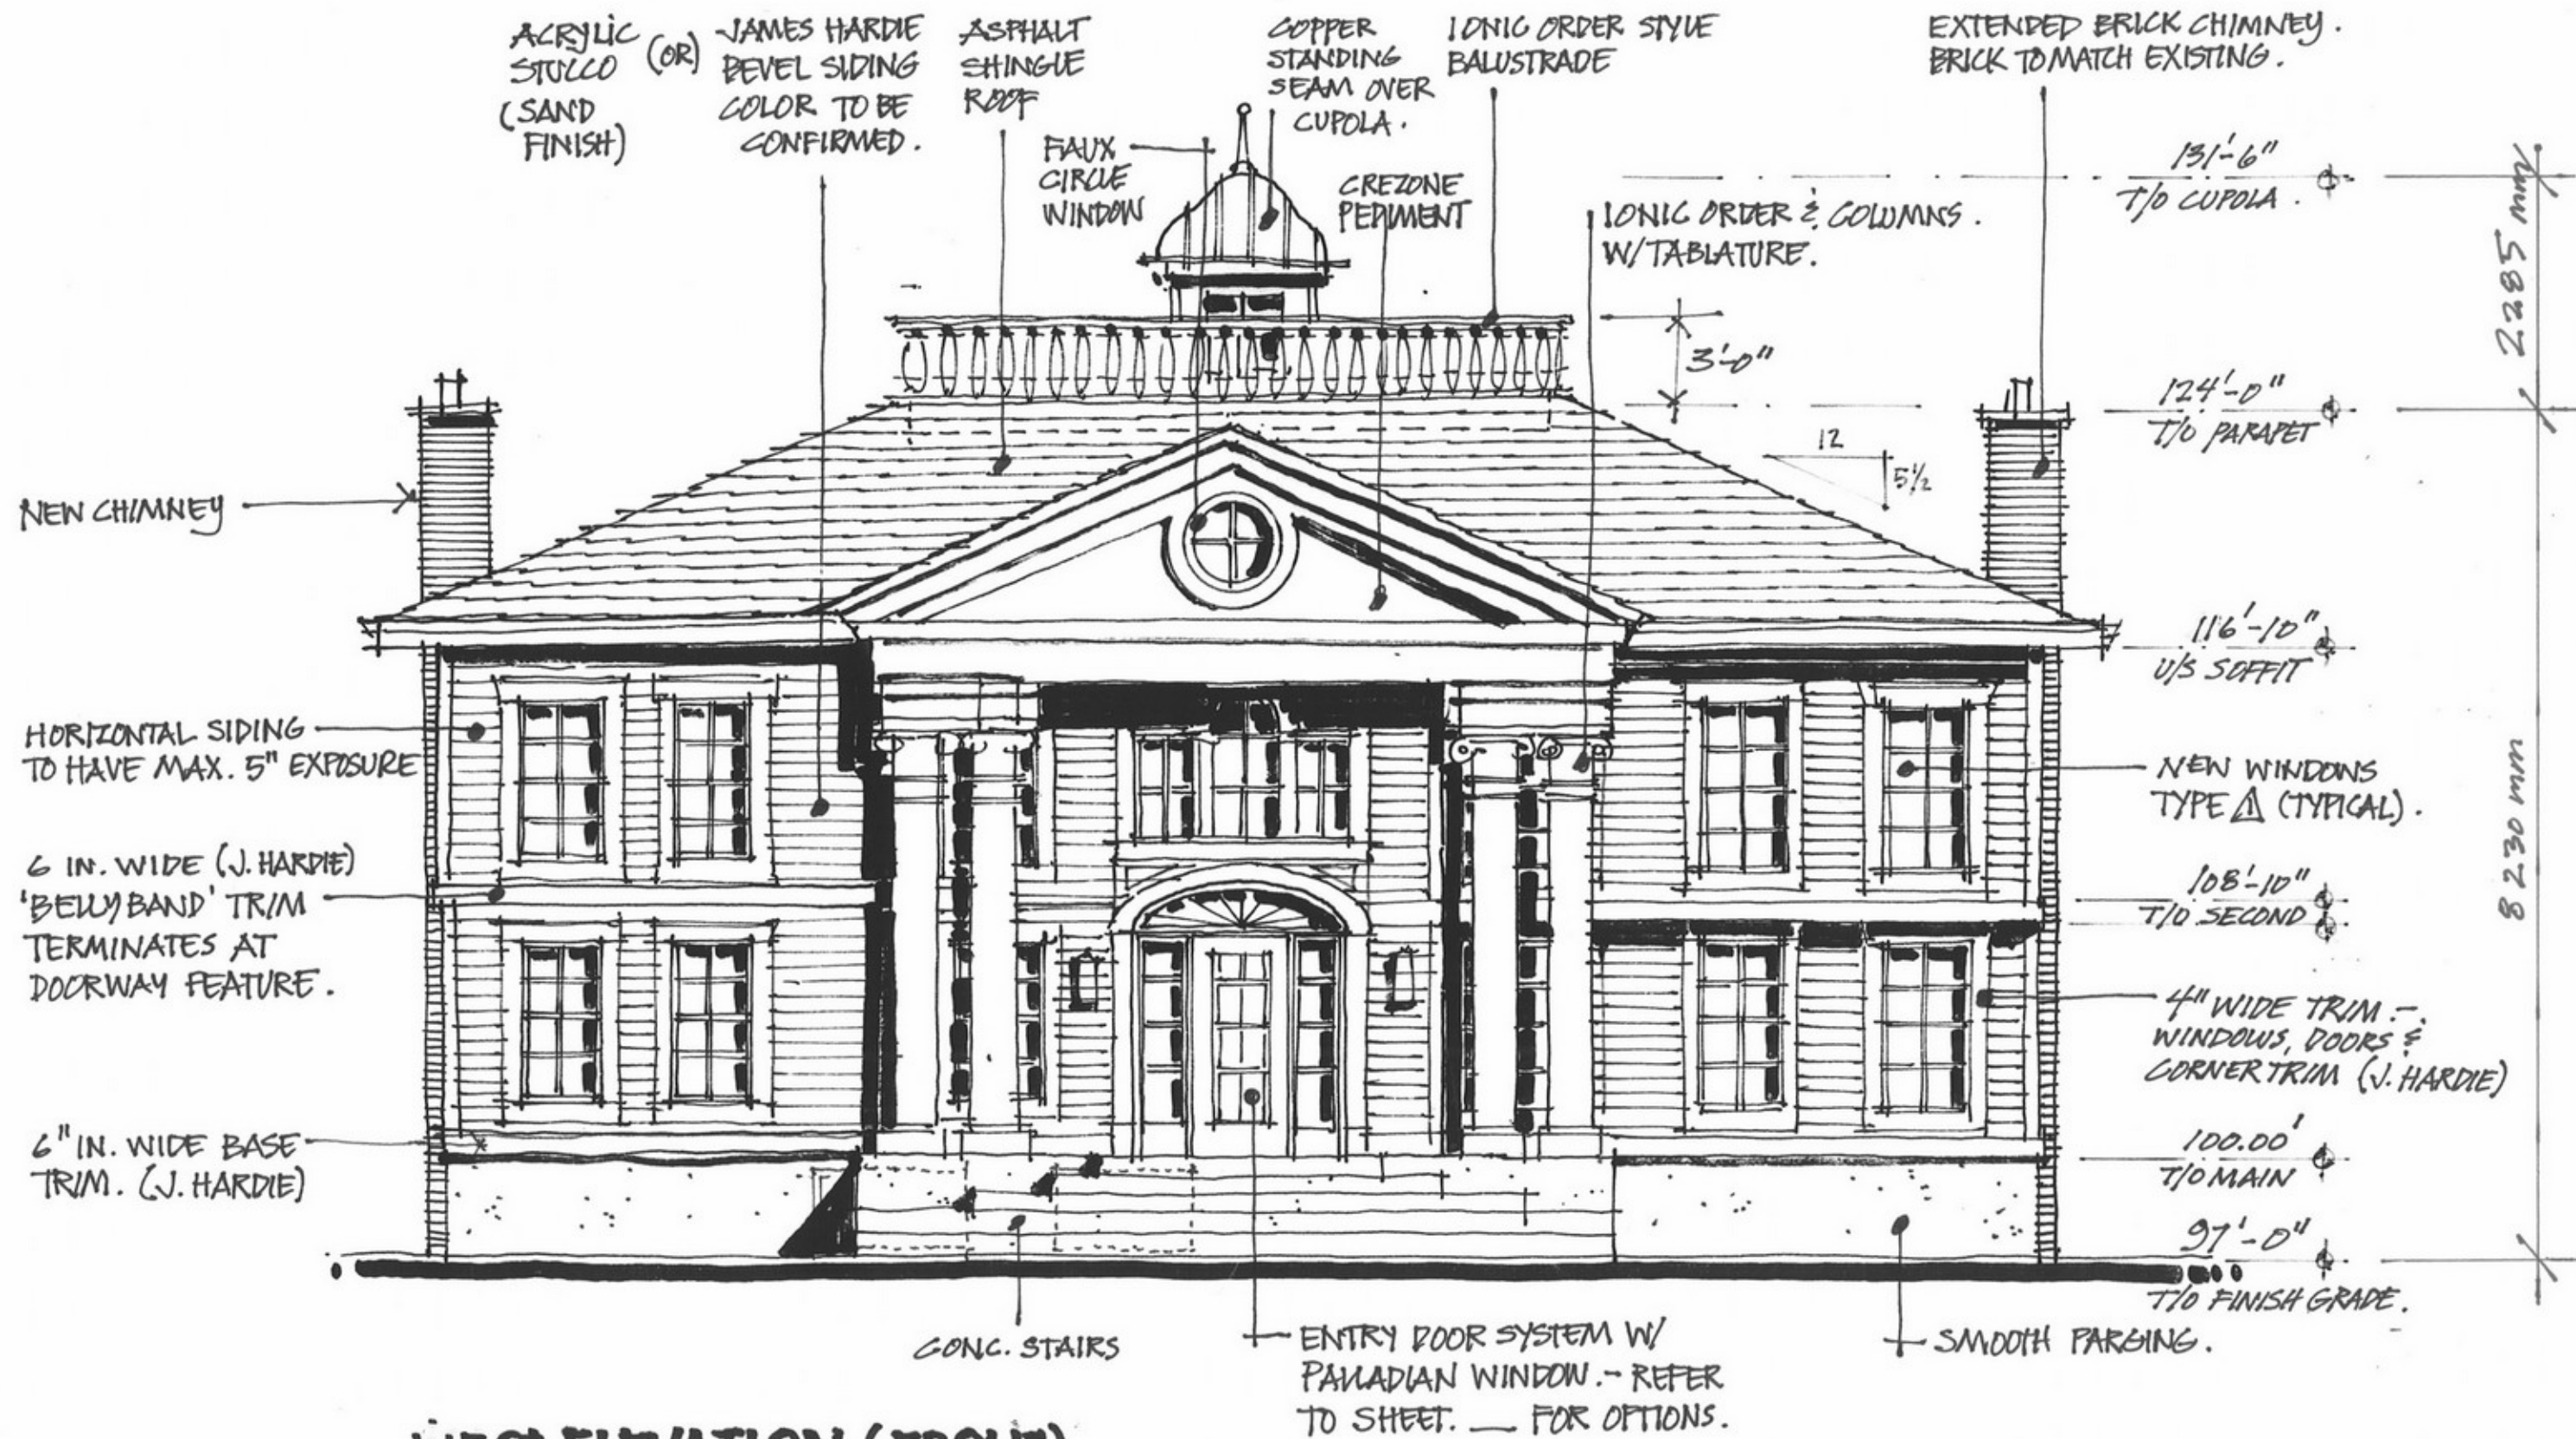 ACRYLIC
STUCCO
(SAND
FINISH)
(OR)
JAMES HARDIE
BEVEL SIDING
COLOR TO BE
CONFIRMED.
ASPHALT
SHINGLE
ROOF
FAUX
CIRCLE
WINDOW
COPPER
STANDING
SEAM OVER
CUPOLA.
CREZONE
PEDIMENT
IONIC ORDER STYLE
BALUSTRADE
IONIC ORDER & COLUMNS.
W/TABLATURE.
EXTENDED BRICK CHIMNEY.
BRICK TO MATCH EXISTING.
131'-6"
T/O CUPOLA.
2285 mm
3'-0"
124'-0"
T/O PARAPET
12
5½
NEW CHIMNEY
116'-10"
U/S SOFFIT
HORIZONTAL SIDING
TO HAVE MAX. 5" EXPOSURE
NEW WINDOWS
TYPE 1 (TYPICAL).
8230 mm
6 IN. WIDE (J. HARDIE)
'BELLYBAND' TRIM
TERMINATES AT
DOORWAY FEATURE.
108'-10"
T/O SECOND
4" WIDE TRIM.-
WINDOWS, DOORS &
CORNER TRIM (J. HARDIE)
6" IN. WIDE BASE
TRIM. (J. HARDIE)
100.00'
T/O MAIN
97'-0"
T/O FINISH GRADE.
CONC. STAIRS
ENTRY DOOR SYSTEM W/
PALLADIAN WINDOW.- REFER
TO SHEET. __ FOR OPTIONS.
SMOOTH PARGING.
WEST ELEVATION (FRONT)